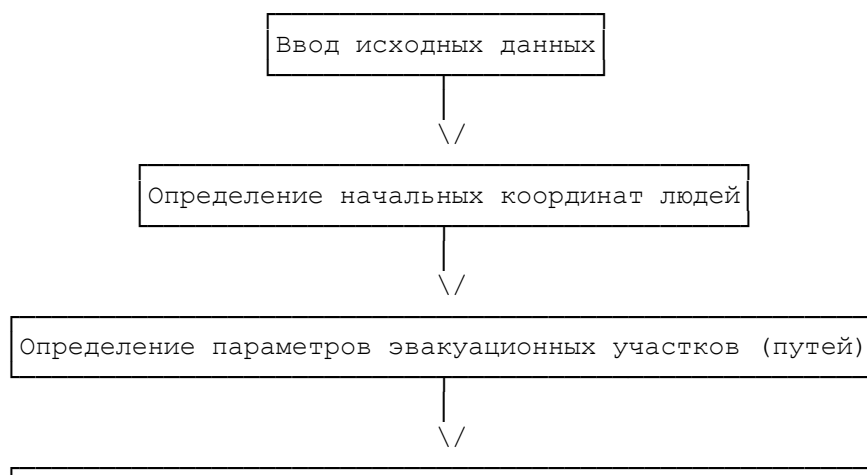 Ввод исходных данных
Определение начальных координат людей
Определение параметров эвакуационных участков (путей)